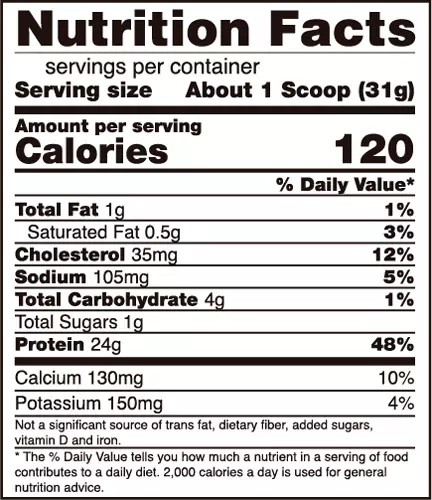 Nutrition Facts
servings per container
Serving size About 1 Scoop (31g)
Amount per serving
Calories 120
% Daily Value*
Total Fat 1g 1%
Saturated Fat 0.5g 3%
Cholesterol 35mg 12%
Sodium 105mg 5%
Total Carbohydrate 4g 1%
Total Sugars 1g
Protein 24g 48%
Calcium 130mg 10%
Potassium 150mg 4%
Not a significant source of trans fat, dietary fiber, added sugars,
vitamin D and iron.
* The % Daily Value tells you how much a nutrient in a serving of food
contributes to a daily diet. 2,000 calories a day is used for general
nutrition advice.